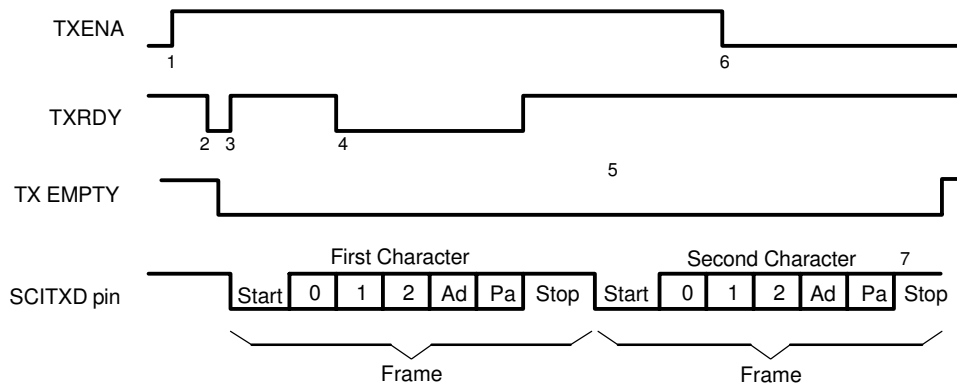 TXENA
1
6
TXRDY
2 3
4
5
TX EMPTY
First Character
Second Character 7
SCITXD pin
Start 0 1 2 Ad Pa Stop Start 0 1 2 Ad Pa Stop
Frame Frame